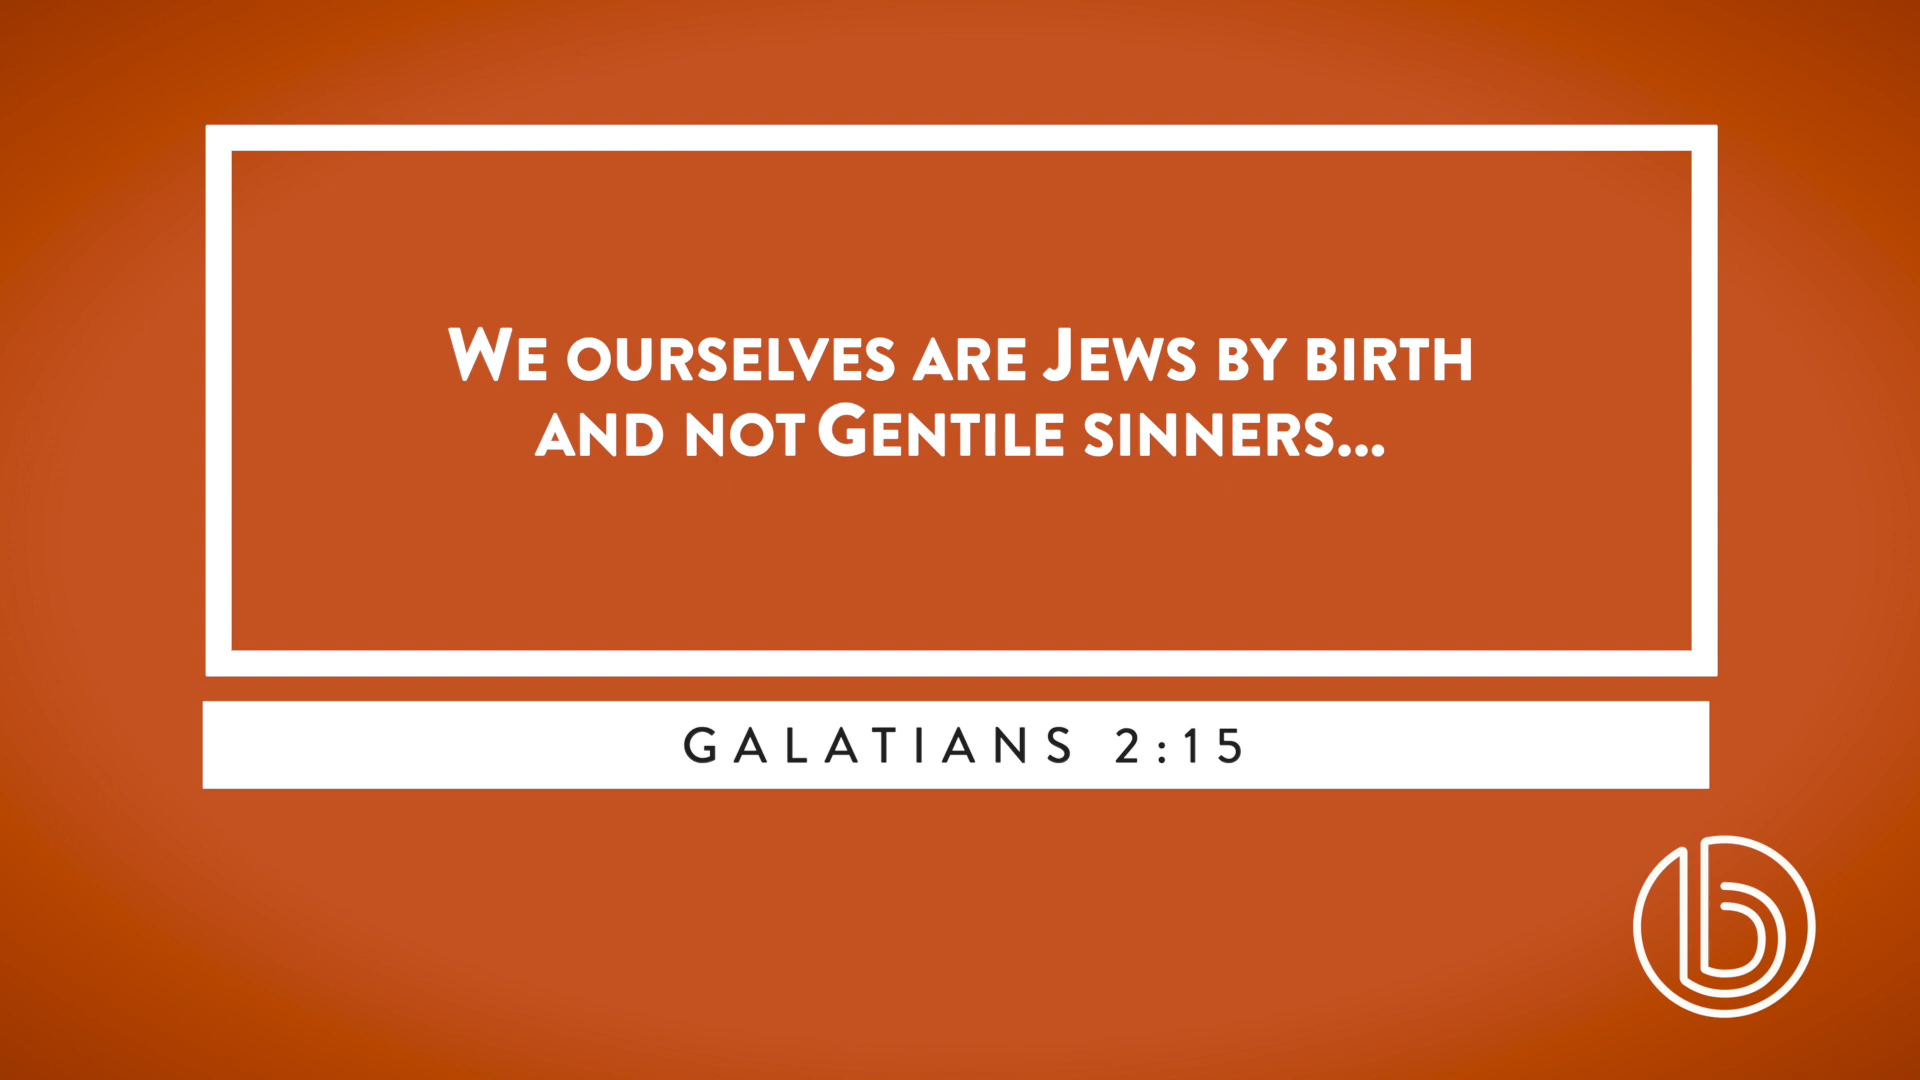 We ourselves are Jews by birth
and not Gentile sinners...
GALATIANS 2:15